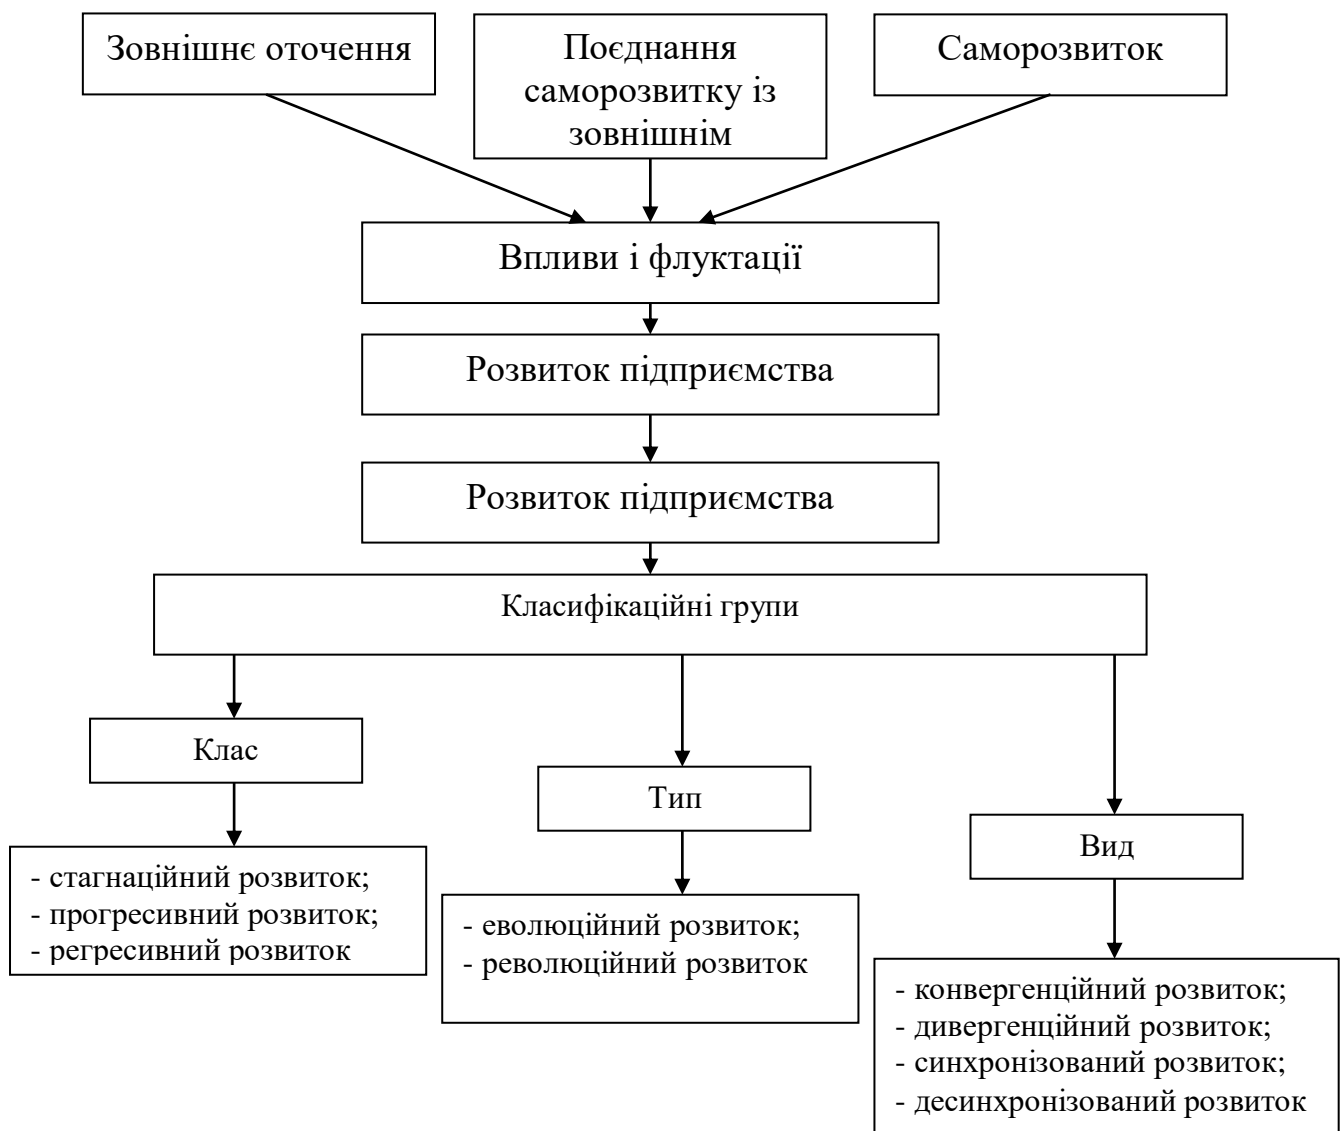 Зовнішнє оточення
Поєднання
саморозвитку із
зовнішнім
Саморозвиток
Впливи і флуктації
Розвиток підприємства
Розвиток підприємства
Класифікаційні групи
Клас
Тип
Вид
- стагнаційний розвиток;
- прогресивний розвиток;
- регресивний розвиток
- еволюційний розвиток;
- революційний розвиток
- конвергенційний розвиток;
- дивергенційний розвиток;
- синхронізований розвиток;
- десинхронізований розвиток